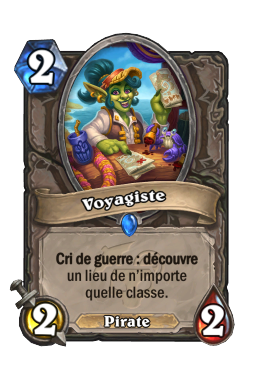 2
Voyagiste
Cri de guerre : découvre
un lieu de n'importe
quelle classe.
2
Pirate
2